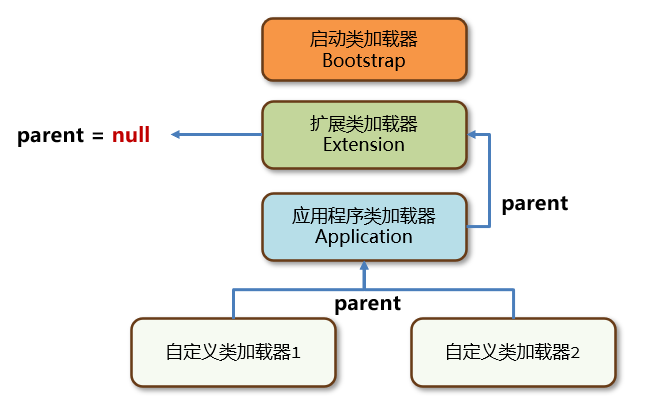 启动类加载器
Bootstrap
扩展类加载器
Extension
parent = null
应用程序类加载器
Application
parent
parent
自定义类加载器1
自定义类加载器2